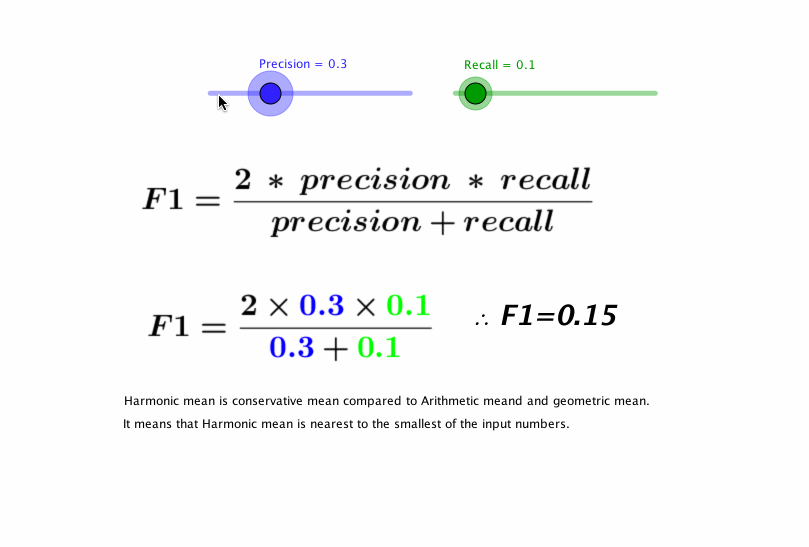 Precision = 0.3
Recall = 0.1
F1 = \frac{2 * precision * recall}{precision + recall}
F1 = \frac{2 × 0.3 × 0.1}{0.3 + 0.1} ∴ F1=0.15
Harmonic mean is conservative mean compared to Arithmetic meand and geometric mean.
It means that Harmonic mean is nearest to the smallest of the input numbers.